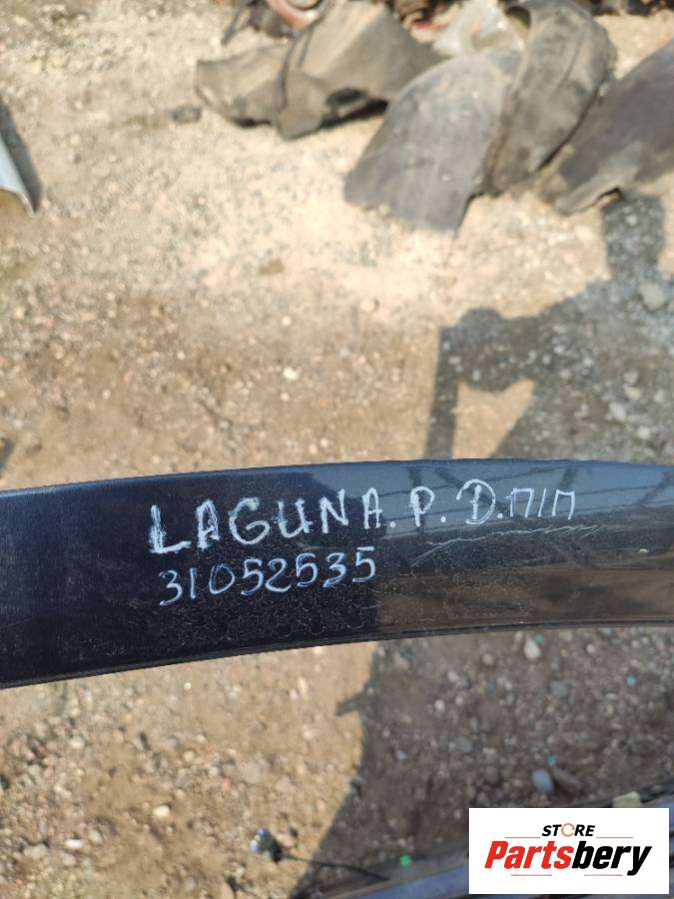 LAGUNA. P. D. П/П
31052535
STORE
Partsbery